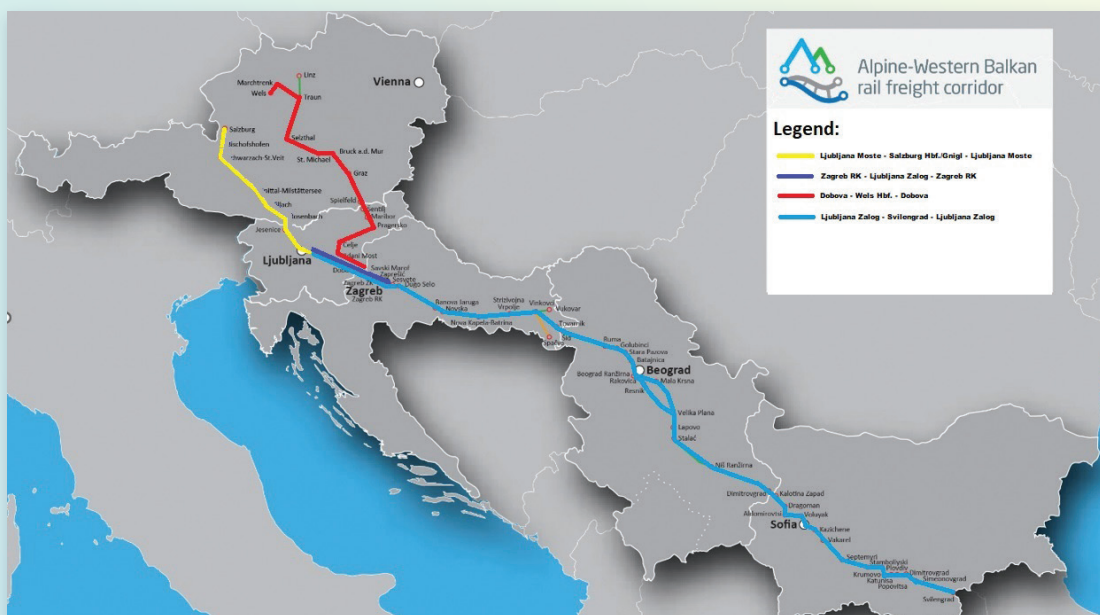 Alpine-Western Balkan
rail freight corridor
Legend:
Ljubljana Moste - Salzburg Hbf./Gnigl - Ljubljana Moste
Zagreb RK - Ljubljana Zalog - Zagreb RK
Dobova - Wels Hbf. - Dobova
Ljubljana Zalog - Svilengrad - Ljubljana Zalog
Linz
Vienna
Marchtrenk
Wels
Traun
Salzburg
Selzthal
Bruck a.d. Mur
St. Michael
Graz
Spielfeld
Maribor
Pragersko
Jesenice
Celje
Ljubljana
Savski Marof
Zaprešić
Zagreb
Dugo Selo
Zagreb RK
Novska
Strizivojna
Vrpolje
Vinkovci
Vukovar
Tovarnik
Šid
Ruma
Golubinci
Stara Pazova
Batajnica
Beograd
Beograd Ranžirna
Rakovica
Mala Krsna
Resnik
Velika Plana
Lapovo
Stalać
Niš Ranžirna
Dimitrovgrad
Kalotina Zapad
Dragoman
Voluyak
Sofia
Kazichene
Vakarel
Septemvri
Stamboliyski
Plovdiv
Krumovo
Dimitrovgrad
Katunitsa
Simeonovgrad
Popovitsa
Svilengrad